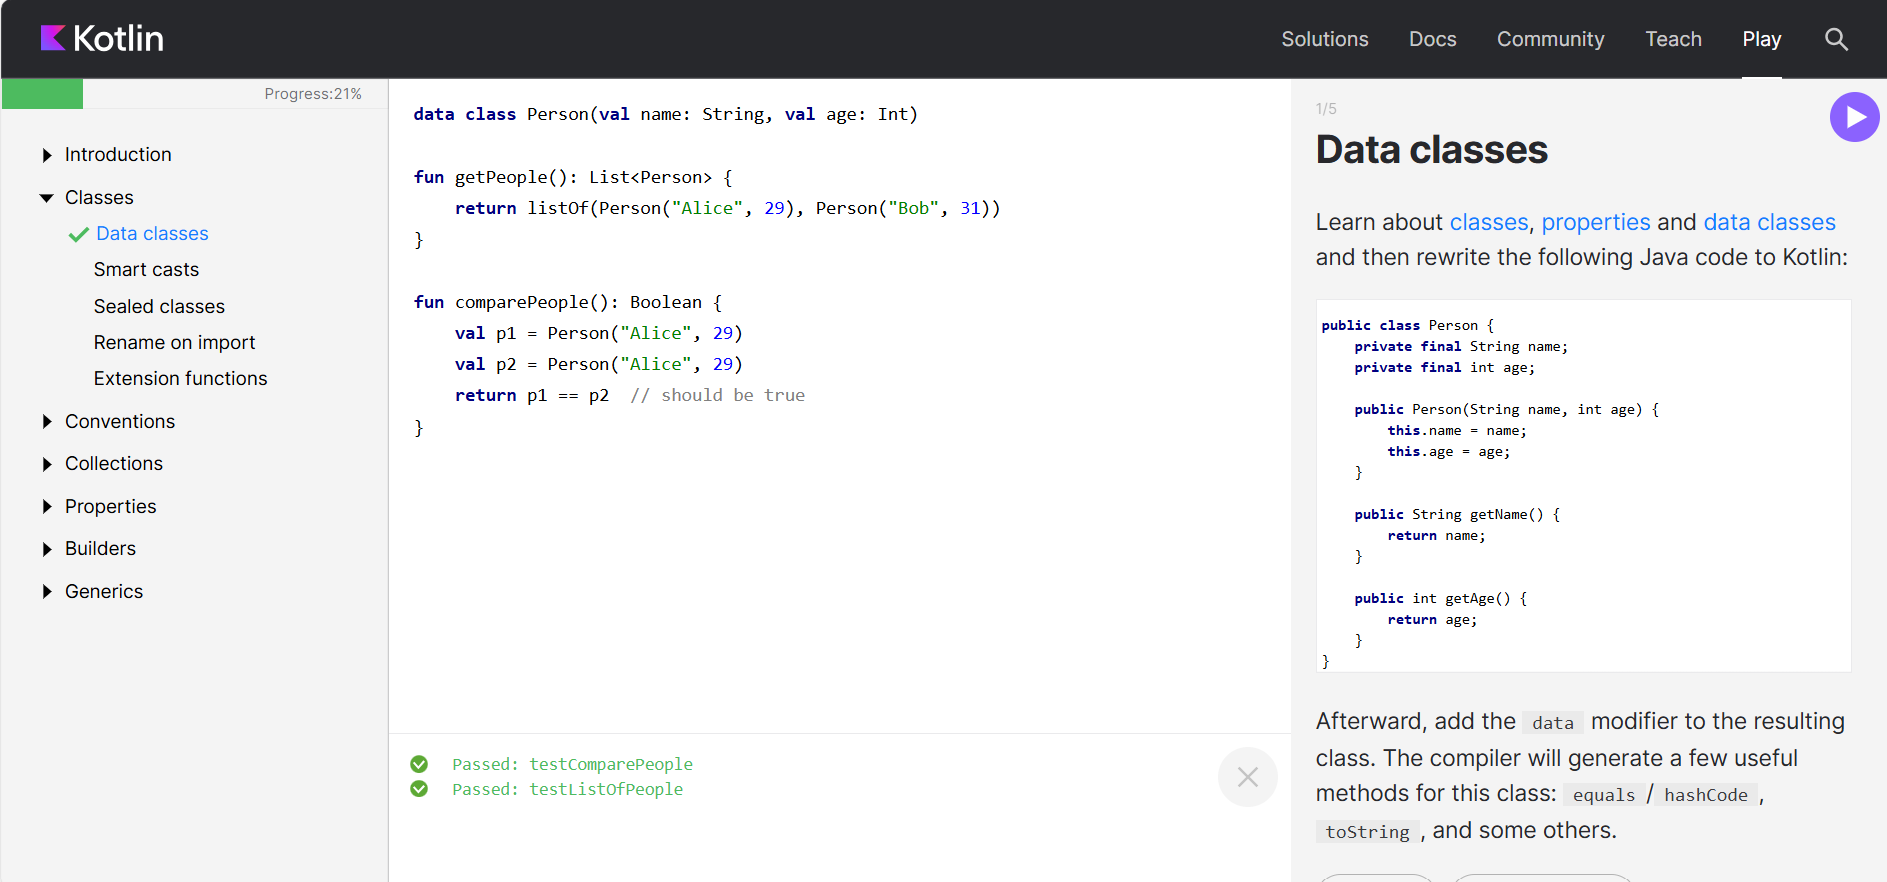 Kotlin
Solutions Docs Community Teach Play
Progress:21%
Introduction
Classes
Data classes
Smart casts
Sealed classes
Rename on import
Extension functions
Conventions
Collections
Properties
Builders
Generics
data class Person(val name: String, val age: Int)
fun getPeople(): List<Person> {
    return listOf(Person("Alice", 29), Person("Bob", 31))
}
fun comparePeople(): Boolean {
    val p1 = Person("Alice", 29)
    val p2 = Person("Alice", 29)
    return p1 == p2  // should be true
}
Passed: testComparePeople
Passed: testListOfPeople
1/5
Data classes
Learn about classes, properties and data classes
and then rewrite the following Java code to Kotlin:
public class Person {
    private final String name;
    private final int age;
    public Person(String name, int age) {
        this.name = name;
        this.age = age;
    }
    public String getName() {
        return name;
    }
    public int getAge() {
        return age;
    }
}
Afterward, add the data modifier to the resulting
class. The compiler will generate a few useful
methods for this class: equals / hashCode ,
toString , and some others.